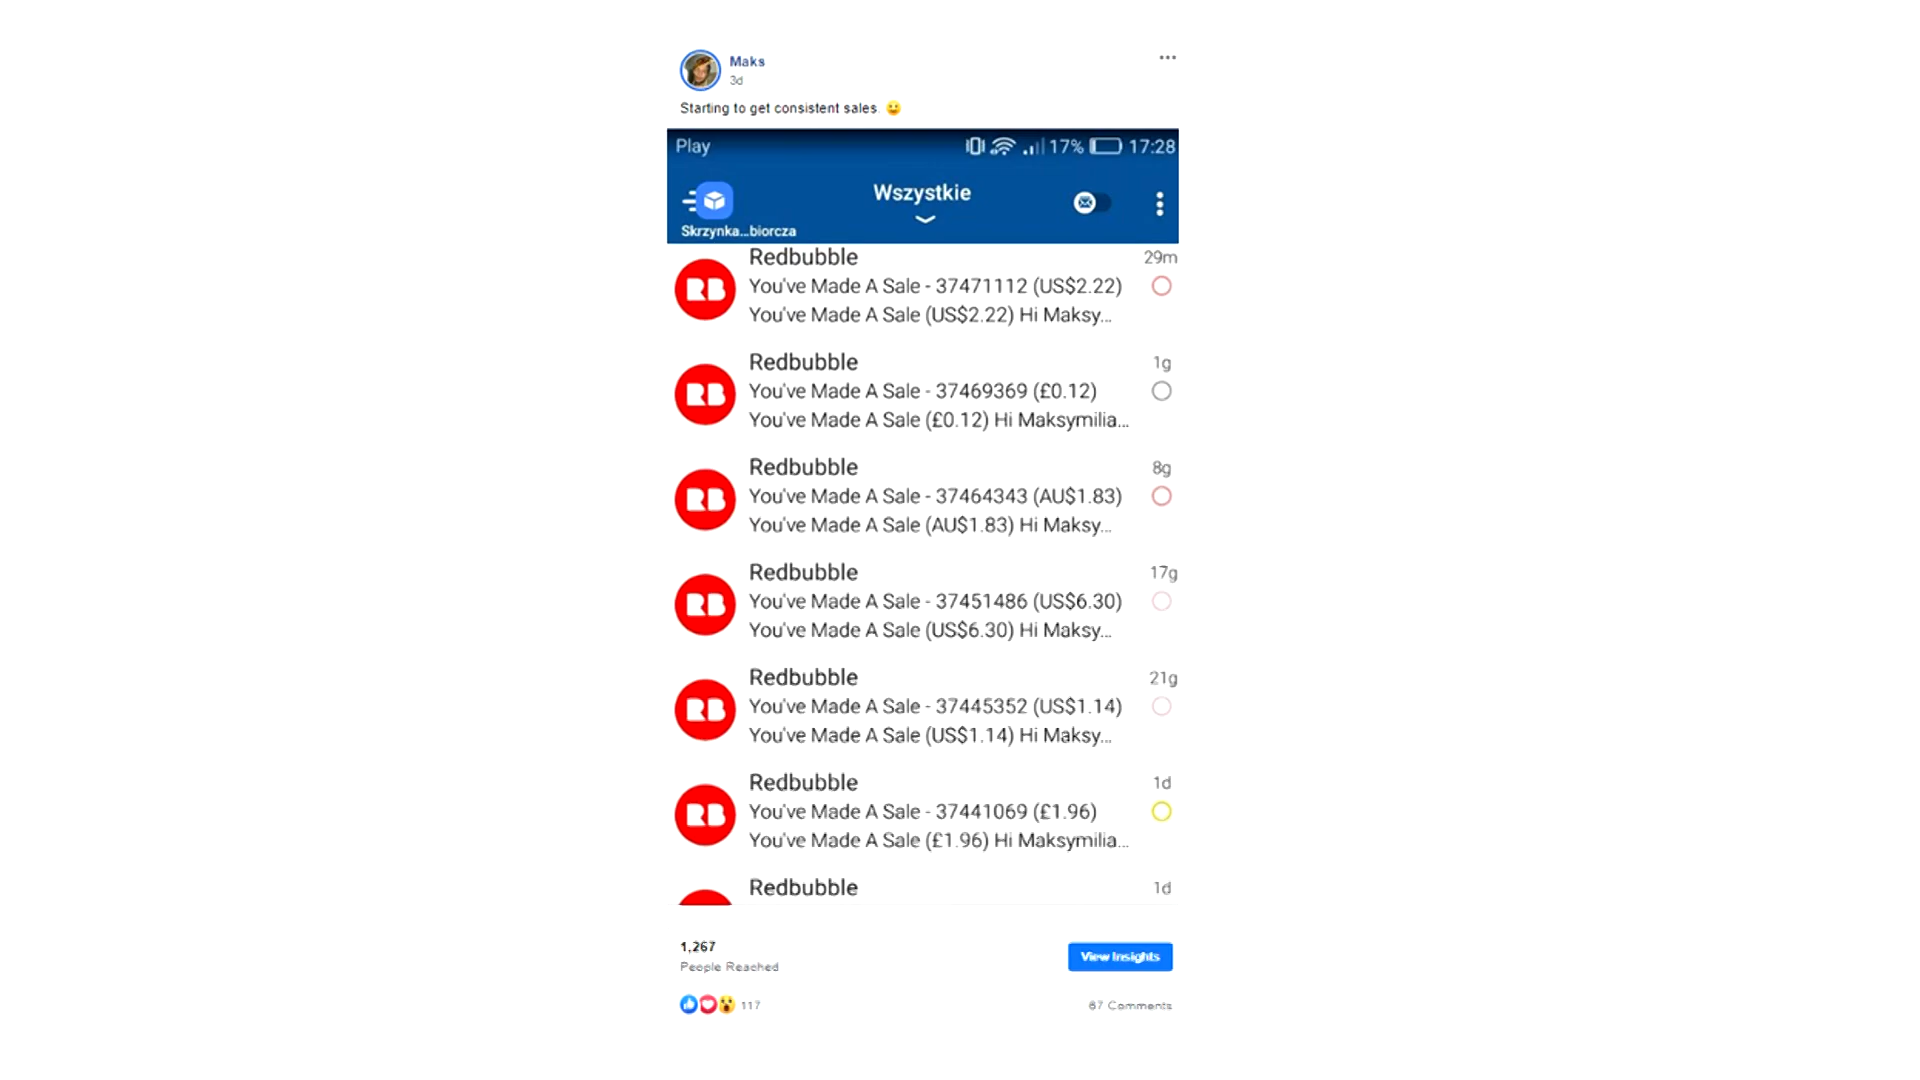 Maks
3d
Starting to get consistent sales. 😀
Play 17% 17:28
Wszystkie
Skrzynka...biorcza
Redbubble 29m
RB You've Made A Sale - 37471112 (US$2.22)
You've Made A Sale (US$2.22) Hi Maksy...
Redbubble 1g
RB You've Made A Sale - 37469369 (£0.12)
You've Made A Sale (£0.12) Hi Maksymilia...
Redbubble 8g
RB You've Made A Sale - 37464343 (AU$1.83)
You've Made A Sale (AU$1.83) Hi Maksy...
Redbubble 17g
RB You've Made A Sale - 37451486 (US$6.30)
You've Made A Sale (US$6.30) Hi Maksy...
Redbubble 21g
RB You've Made A Sale - 37445352 (US$1.14)
You've Made A Sale (US$1.14) Hi Maksy...
Redbubble 1d
RB You've Made A Sale - 37441069 (£1.96)
You've Made A Sale (£1.96) Hi Maksymilia...
Redbubble 1d
1,267
People Reached
View Insights
117
67 Comments